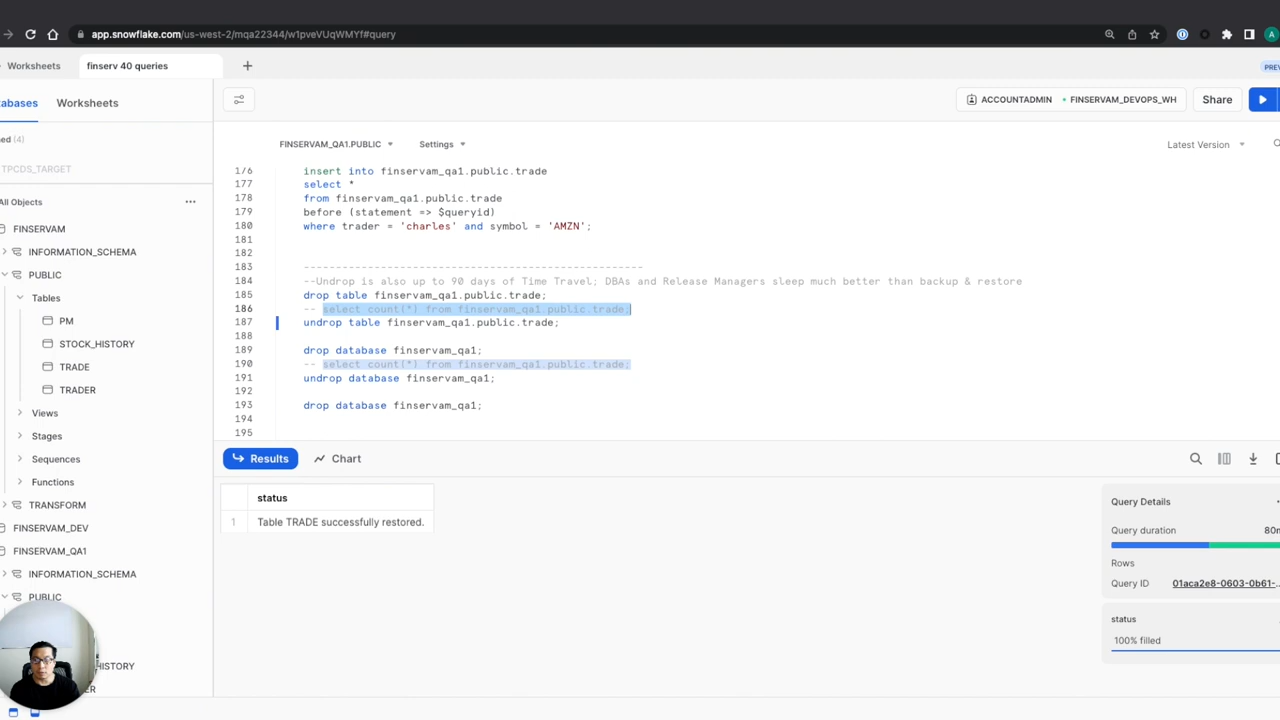 app.snowflake.com/us-west-2/mqa22344/w1pveVUqWMYf#query
A
Worksheets
finserv 40 queries
+
PREV
abases
Worksheets
ACCOUNTADMIN • FINSERVAM_DEVOPS_WH
Share
ned (4)
TPCDS_TARGET
All Objects
...
FINSERVAM
INFORMATION_SCHEMA
PUBLIC
Tables
PM
STOCK_HISTORY
TRADE
TRADER
Views
Stages
Sequences
Functions
TRANSFORM
FINSERVAM_DEV
FINSERVAM_QA1
INFORMATION_SCHEMA
PUBLIC
HISTORY
ER
FINSERVAM_QA1.PUBLIC
Settings
Latest Version
176 insert into finservam_qa1.public.trade
177 select *
178 from finservam_qa1.public.trade
179 before (statement => $queryid)
180 where trader = 'charles' and symbol = 'AMZN';
181
182
183 -----------------------------------------------------
184 --Undrop is also up to 90 days of Time Travel; DBAs and Release Managers sleep much better than backup & restore
185 drop table finservam_qa1.public.trade;
186 -- select count(*) from finservam_qa1.public.trade;
187 undrop table finservam_qa1.public.trade;
188
189 drop database finservam_qa1;
190 -- select count(*) from finservam_qa1.public.trade;
191 undrop database finservam_qa1;
192
193 drop database finservam_qa1;
194
195
Results
Chart
status
1 Table TRADE successfully restored.
Query Details
Query duration 80m
Rows
Query ID 01aca2e8-0603-0b61-...
status
100% filled